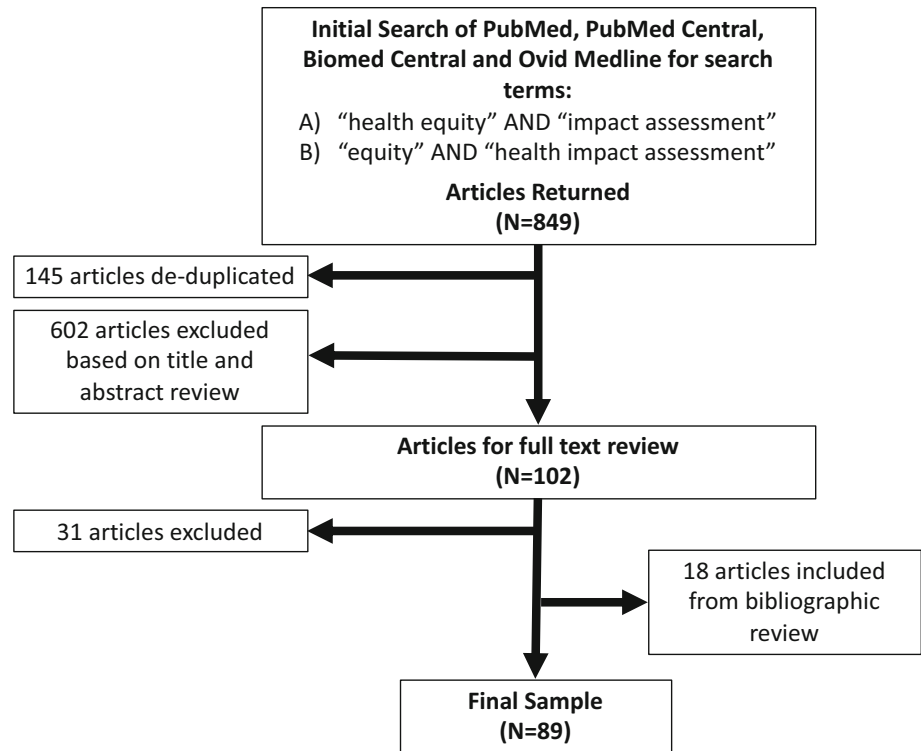 Initial Search of PubMed, PubMed Central,
Biomed Central and Ovid Medline for search
terms:
A) “health equity” AND “impact assessment”
B) “equity” AND “health impact assessment”
Articles Returned
(N=849)
145 articles de-duplicated
602 articles excluded
based on title and
abstract review
Articles for full text review
(N=102)
31 articles excluded
18 articles included
from bibliographic
review
Final Sample
(N=89)